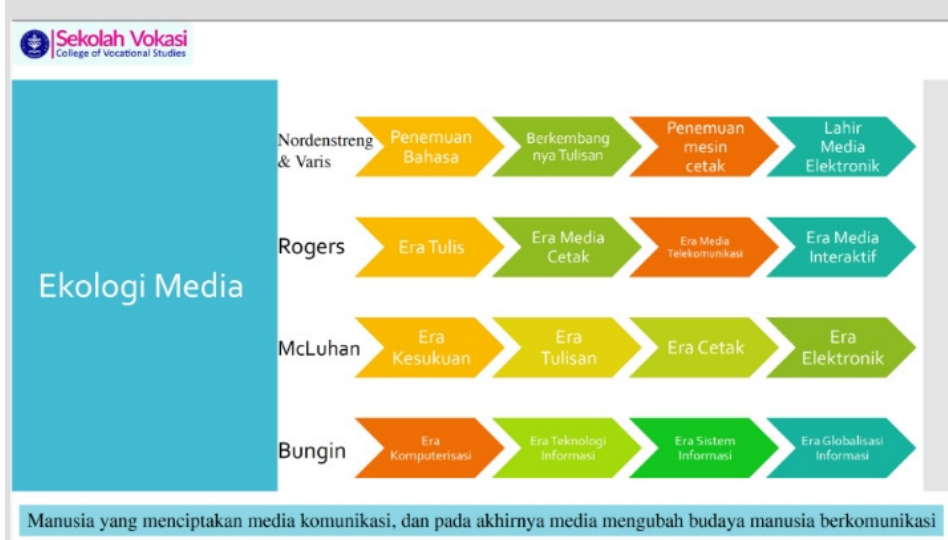 Sekolah Vokasi
College of Vocational Studies
Ekologi Media
Nordenstreng
& Varis
Penemuan
Bahasa
Berkembang
nya Tulisan
Penemuan
mesin
cetak
Lahir
Media
Elektronik
Rogers
Era Tulis
Era Media
Cetak
Era Media
Telekomunikasi
Era Media
Interaktif
McLuhan
Era
Kesukuan
Era
Tulisan
Era Cetak
Era
Elektronik
Bungin
Era
Komputerisasi
Era Teknologi
Informasi
Era Sistem
Informasi
Era Globalisasi
Informasi
Manusia yang menciptakan media komunikasi, dan pada akhirnya media mengubah budaya manusia berkomunikasi